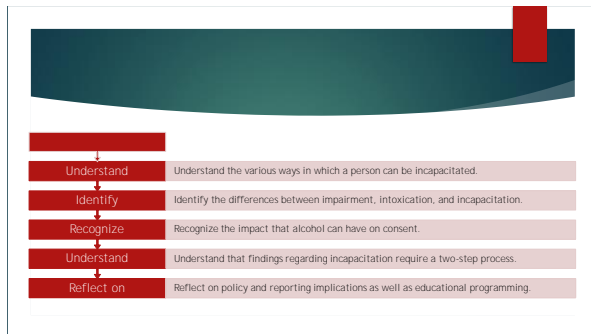 Understand
Understand the various ways in which a person can be incapacitated.
Identify
Identify the differences between impairment, intoxication, and incapacitation.
Recognize
Recognize the impact that alcohol can have on consent.
Understand
Understand that findings regarding incapacitation require a two-step process.
Reflect on
Reflect on policy and reporting implications as well as educational programming.